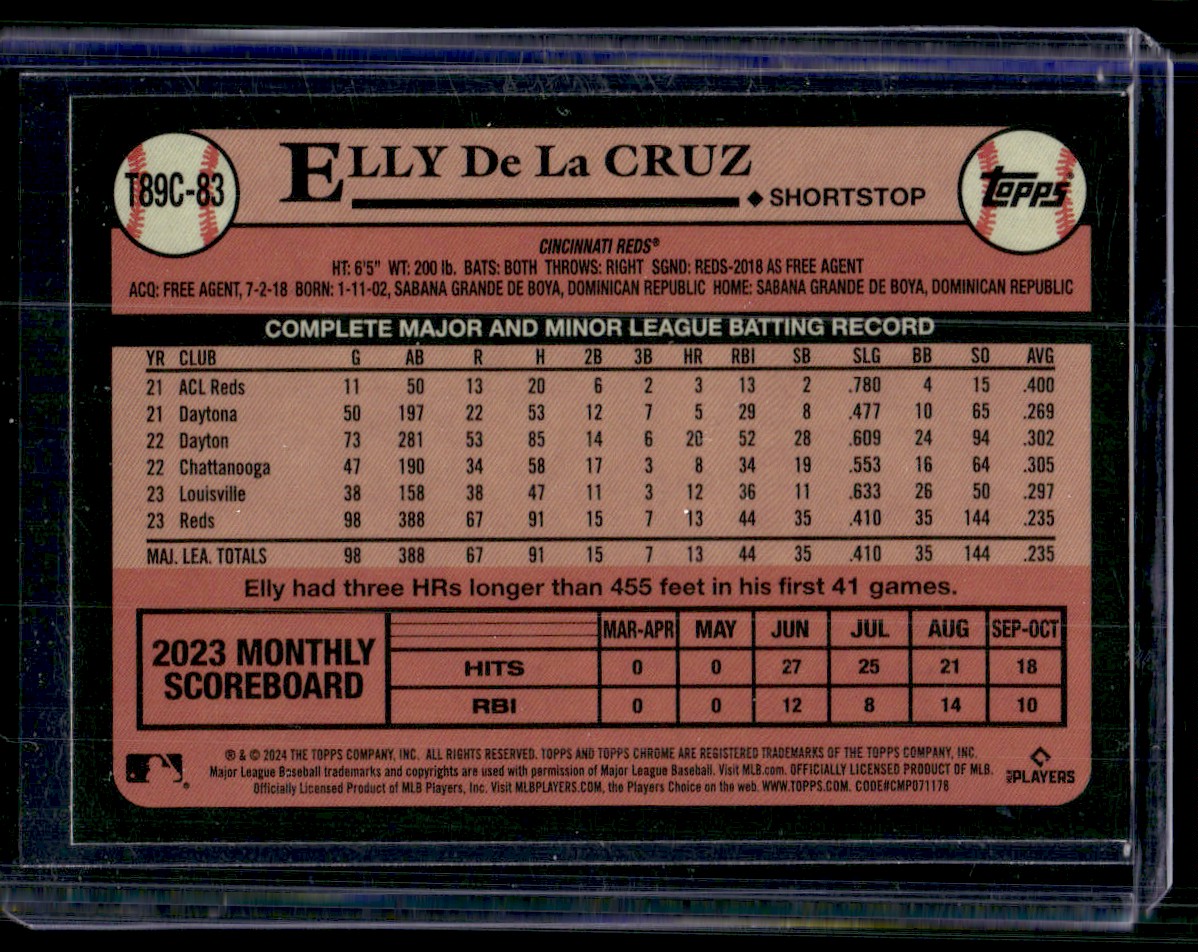 T89C-83
ELLY De La CRUZ
◆ SHORTSTOP
Topps®
CINCINNATI REDS®
HT: 6'5" WT: 200 lb. BATS: BOTH THROWS: RIGHT SGND: REDS-2018 AS FREE AGENT
ACQ: FREE AGENT, 7-2-18 BORN: 1-11-02, SABANA GRANDE DE BOYA, DOMINICAN REPUBLIC HOME: SABANA GRANDE DE BOYA, DOMINICAN REPUBLIC
COMPLETE MAJOR AND MINOR LEAGUE BATTING RECORD
YR CLUB G AB R H 2B 3B HR RBI SB SLG BB SO AVG
21 ACL Reds 11 50 13 20 6 2 3 13 2 .780 4 15 .400
21 Daytona 50 197 22 53 12 7 5 29 8 .477 10 65 .269
22 Dayton 73 281 53 85 14 6 20 52 28 .609 24 94 .302
22 Chattanooga 47 190 34 58 17 3 8 34 19 .553 16 64 .305
23 Louisville 38 158 38 47 11 3 12 36 11 .633 26 50 .297
23 Reds 98 388 67 91 15 7 13 44 35 .410 35 144 .235
MAJ. LEA. TOTALS 98 388 67 91 15 7 13 44 35 .410 35 144 .235
Elly had three HRs longer than 455 feet in his first 41 games.
2023 MONTHLY
SCOREBOARD
MAR-APR MAY JUN JUL AUG SEP-OCT
HITS 0 0 27 25 21 18
RBI 0 0 12 8 14 10
® & © 2024 THE TOPPS COMPANY, INC. ALL RIGHTS RESERVED. TOPPS AND TOPPS CHROME ARE REGISTERED TRADEMARKS OF THE TOPPS COMPANY, INC.
Major League Baseball trademarks and copyrights are used with permission of Major League Baseball. Visit MLB.com. OFFICIALLY LICENSED PRODUCT OF MLB.
Officially Licensed Product of MLB Players, Inc. Visit MLBPLAYERS.COM, the Players Choice on the web. WWW.TOPPS.COM. CODE#CMP071178
PLAYERS